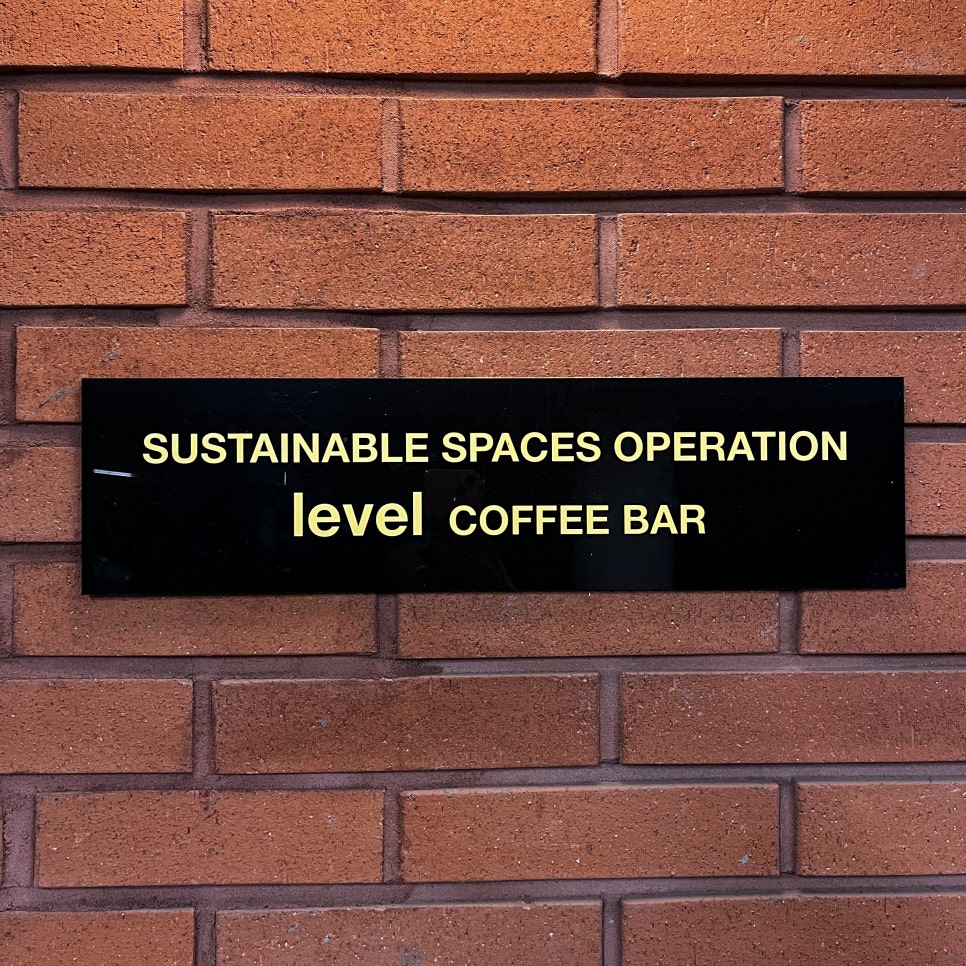 SUSTAINABLE SPACES OPERATION
level COFFEE BAR